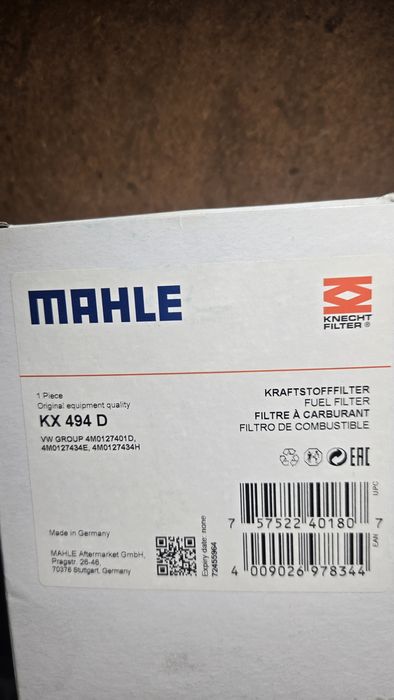 MAHLE
KNECHT
FILTER®
1 Piece
Original equipment quality
KX 494 D
VW GROUP 4M0127401D,
4M0127434E, 4M0127434H
KRAFTSTOFFFILTER
FUEL FILTER
FILTRE À CARBURANT
FILTRO DE COMBUSTIBLE
EAC
UPC
7 57522 40180 7
Made in Germany
MAHLE Aftermarket GmbH,
Pragstr. 26-46,
70376 Stuttgart, Germany
Expiry date: none
72455964
EAN
4 009026 978344